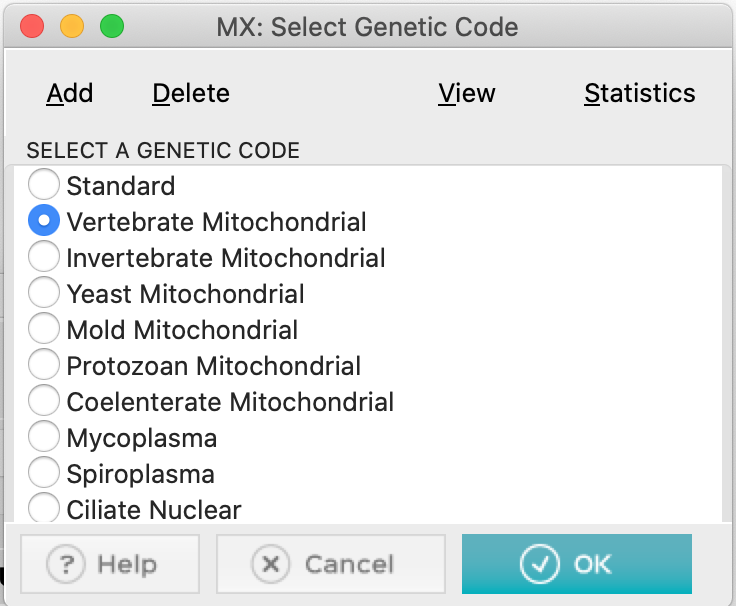 MX: Select Genetic Code
Add Delete View Statistics
SELECT A GENETIC CODE
Standard
Vertebrate Mitochondrial
Invertebrate Mitochondrial
Yeast Mitochondrial
Mold Mitochondrial
Protozoan Mitochondrial
Coelenterate Mitochondrial
Mycoplasma
Spiroplasma
Ciliate Nuclear
? Help Cancel OK